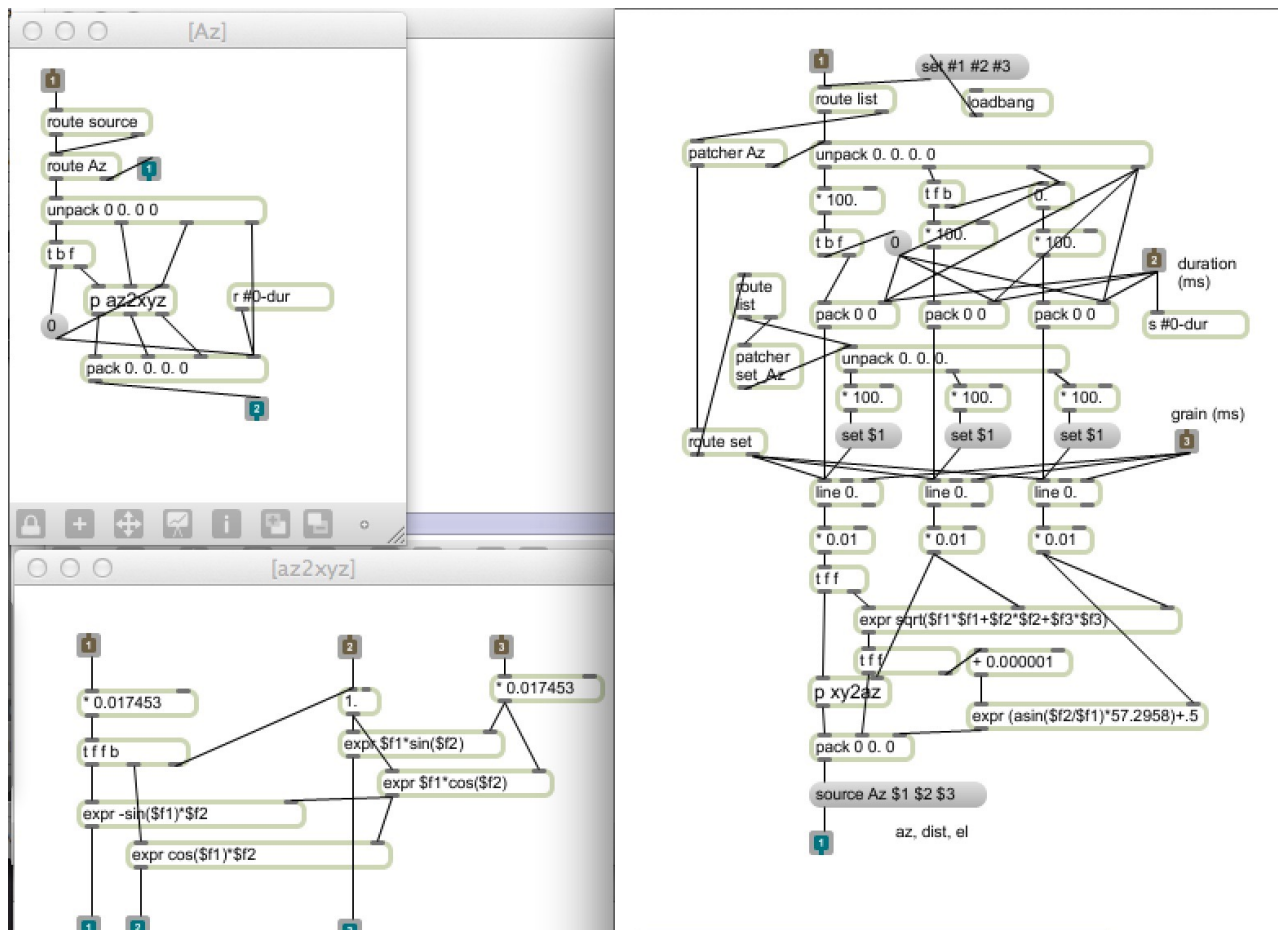 [Az]
1
route source
route Az
1
unpack 0 0. 0 0
t b f
p az2xyz
r #0-dur
0
pack 0. 0. 0. 0
2
[az2xyz]
1
2
3
* 0.017453
* 0.017453
1.
t f f b
expr $f1*sin($f2)
expr $f1*cos($f2)
expr -sin($f1)*$f2
expr cos($f1)*$f2
1
2
1
set #1 #2 #3
route list
loadbang
patcher Az
unpack 0. 0. 0. 0
* 100.
t f b
0.
t b f
0
* 100.
* 100.
2
duration
(ms)
route
list
pack 0 0
pack 0 0
pack 0 0
s #0-dur
patcher
set_Az
unpack 0. 0. 0.
* 100.
* 100.
* 100.
grain (ms)
route set
set $1
set $1
set $1
3
line 0.
line 0.
line 0.
* 0.01
* 0.01
* 0.01
t f f
expr sqrt($f1*$f1+$f2*$f2+$f3*$f3)
t f f
+ 0.000001
p xy2az
expr (asin($f2/$f1)*57.2958)+.5
pack 0 0. 0
source Az $1 $2 $3
az, dist, el
1